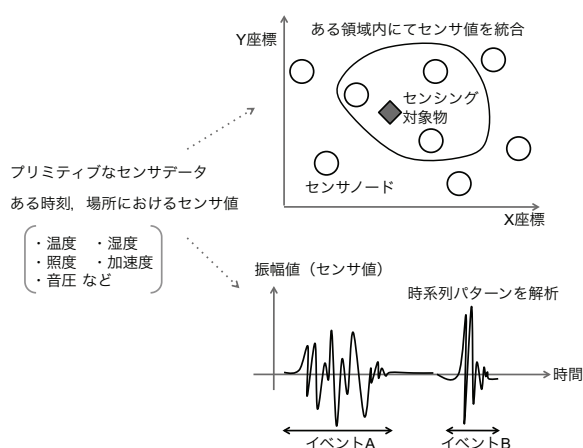 ある領域内にてセンサ値を統合
Y座標
センシング
対象物
センサノード
X座標
プリミティブなセンサデータ
ある時刻，場所におけるセンサ値
・温度　・湿度
・照度　・加速度
・音圧 など
振幅値（センサ値）
時系列パターンを解析
時間
イベントA
イベントB